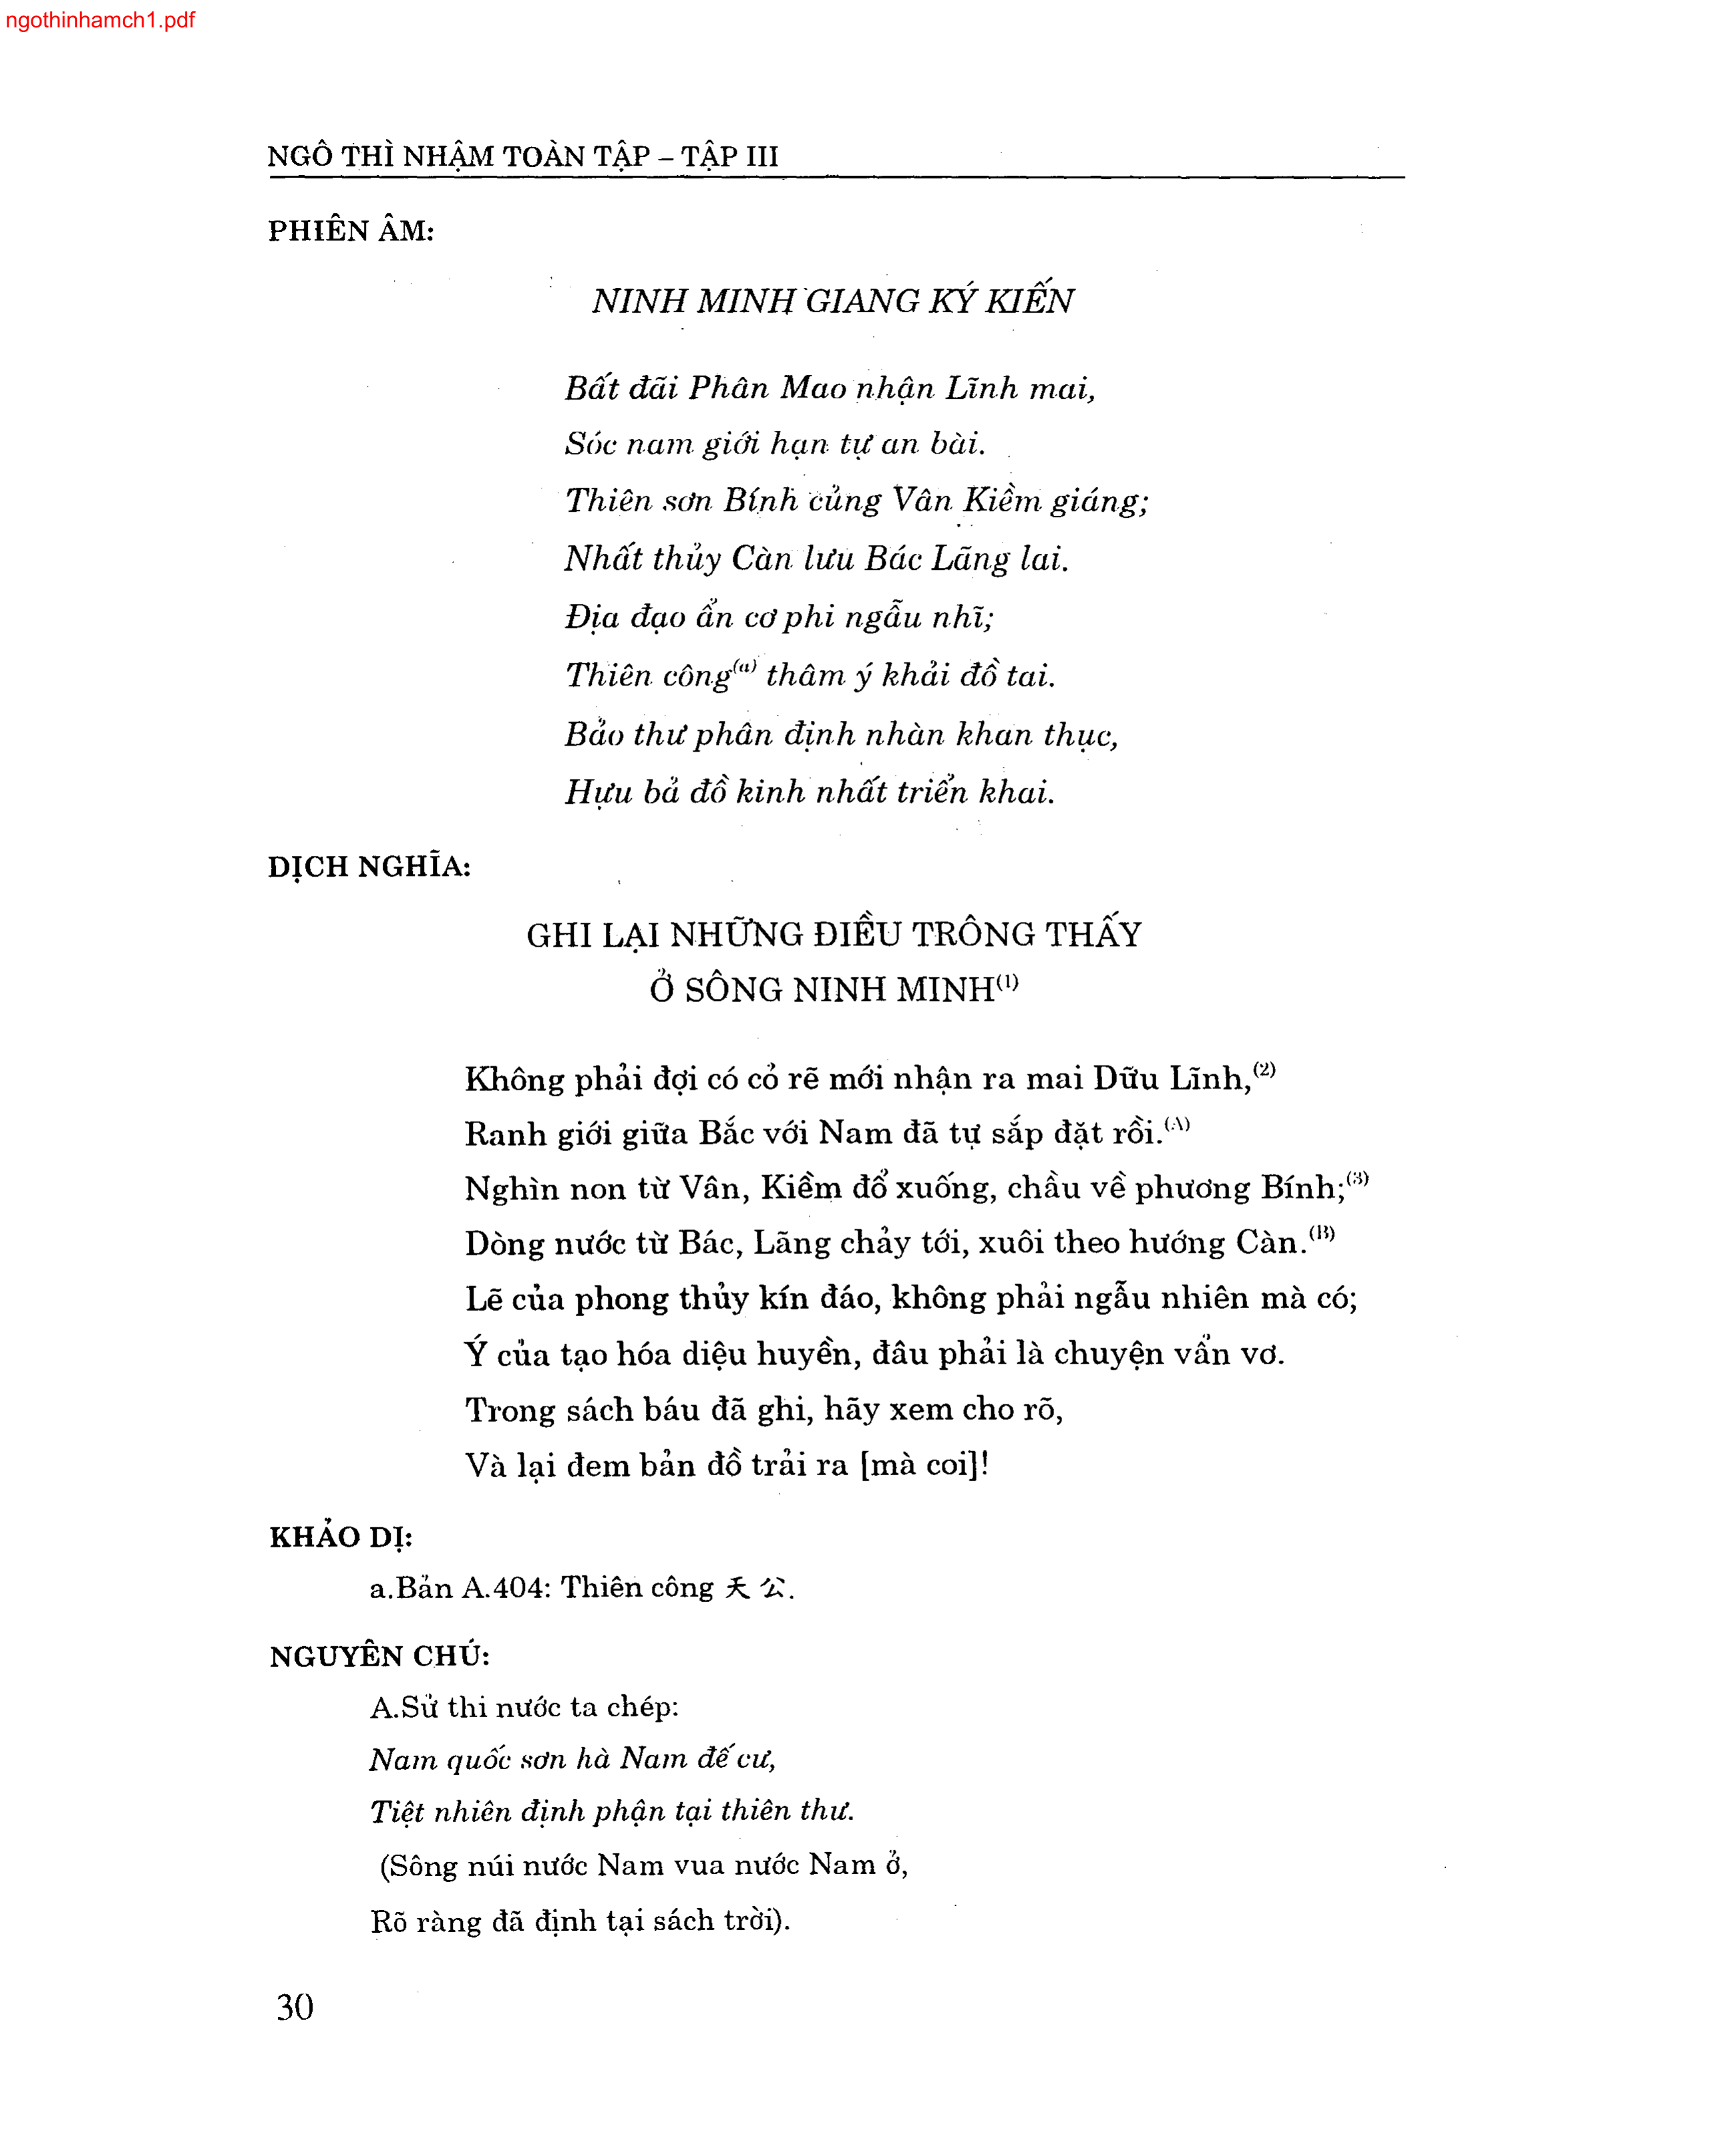 ngothinhamch1.pdf
NGÔ THÌ NHẬM TOÀN TẬP – TẬP III
PHIÊN ÂM:
NINH MINH GIANG KÝ KIẾN
Bất đãi Phân Mao nhận Lĩnh mai,
Sóc nam giới hạn tự an bài.
Thiên sơn Bính củng Vân Kiềm giáng;
Nhất thủy Càn lưu Bác Lãng lai.
Địa đạo ẩn cơ phi ngẫu nhĩ;
Thiên công(a) thâm ý khải đồ tai.
Bảo thư phân định nhàn khan thục,
Hựu bả đồ kinh nhất triển khai.
DỊCH NGHĨA:
GHI LẠI NHỮNG ĐIỀU TRÔNG THẤY
Ở SÔNG NINH MINH(1)
Không phải đợi có cỏ rẽ mới nhận ra mai Dữu Lĩnh,(2)
Ranh giới giữa Bắc với Nam đã tự sắp đặt rồi.(A)
Nghìn non từ Vân, Kiềm đổ xuống, chầu về phương Bính;(3)
Dòng nước từ Bác, Lãng chảy tới, xuôi theo hướng Càn.(B)
Lẽ của phong thủy kín đáo, không phải ngẫu nhiên mà có;
Ý của tạo hóa diệu huyền, đâu phải là chuyện vẩn vơ.
Trong sách báu đã ghi, hãy xem cho rõ,
Và lại đem bản đồ trải ra [mà coi]!
KHẢO DỊ:
a.Bản A.404: Thiên công 天公.
NGUYÊN CHÚ:
A.Sử thi nước ta chép:
Nam quốc sơn hà Nam đế cư,
Tiệt nhiên định phận tại thiên thư.
(Sông núi nước Nam vua nước Nam ở,
Rõ ràng đã định tại sách trời).
30